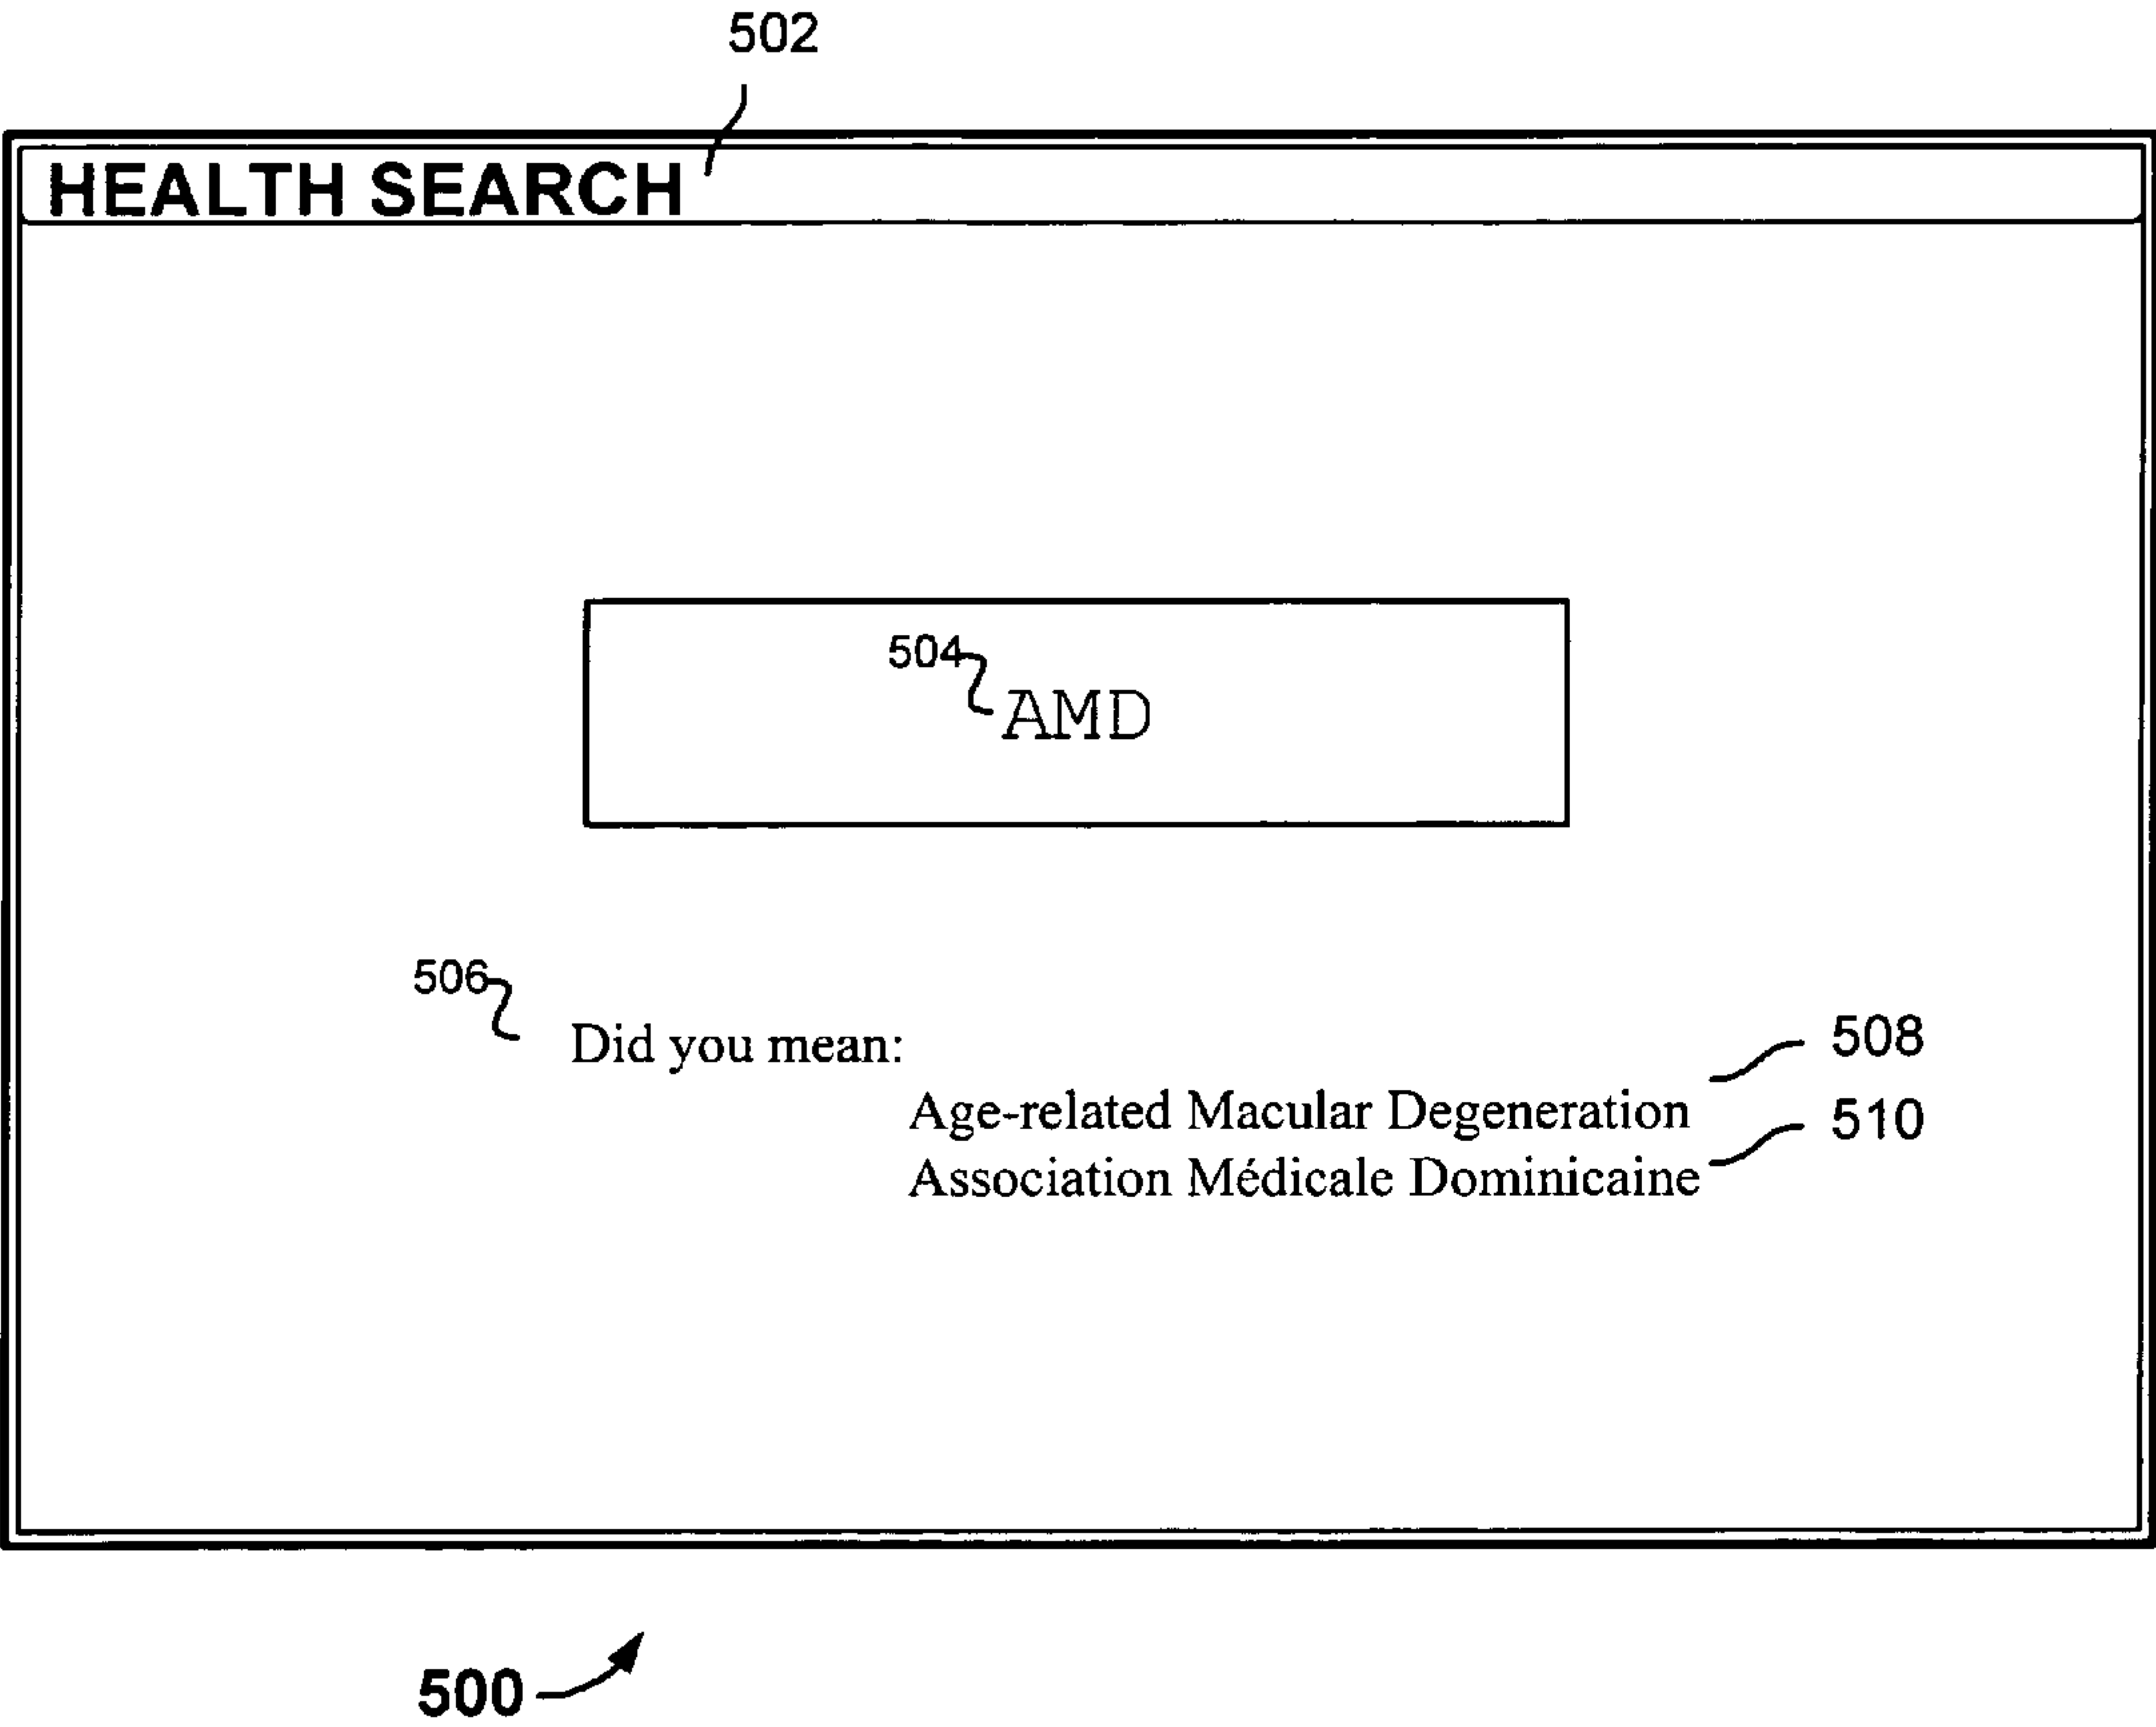 502
HEALTH SEARCH
504
AMD
506
Did you mean:
508
Age-related Macular Degeneration
510
Association Médicale Dominicaine
500